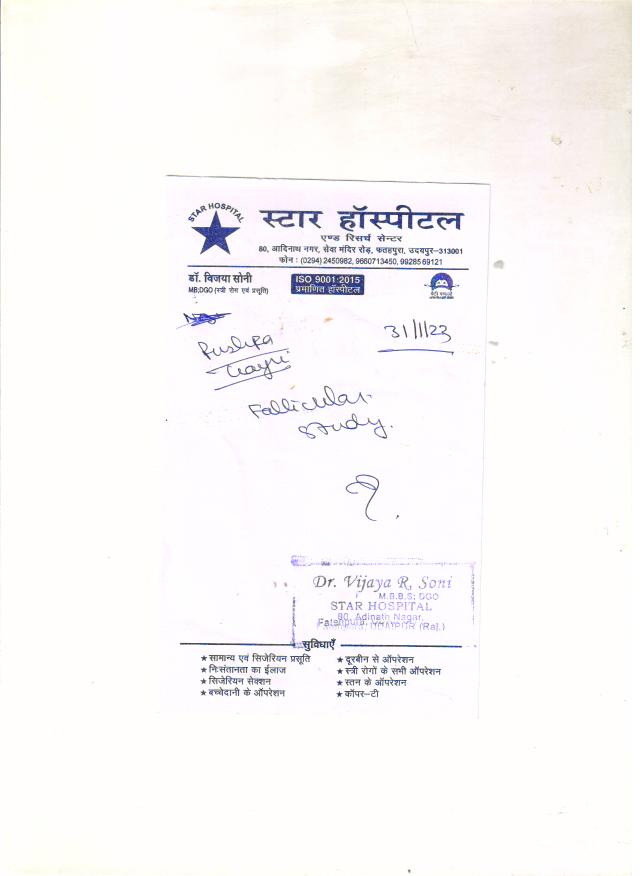 STAR HOSPITAL
स्टार हॉस्पीटल
एण्ड रिसर्च सेन्टर
80, आदिनाथ नगर, सेवा मंदिर रोड़, फतहपुरा, उदयपुर-313001
फोन : (0294) 2450982, 9660713450, 9928569121
डॉ. विजया सोनी
MB;DGO (स्त्री रोग एवं प्रसूति)
ISO 9001:2015
प्रमाणित हॉस्पीटल
31/1/23
Pushpa
Follicular
study.
Dr. Vijaya R, Soni
M.B.B.S; DGO
STAR HOSPITAL
80, Adinath Nagar,
Fatehpura, UDAIPUR (Raj.)
सुविधाएँ
★ सामान्य एवं सिजेरियन प्रसूति
★ निःसंतानता का ईलाज
★ सिजेरियन सेक्शन
★ बच्चेदानी के ऑपरेशन
★ दूरबीन से ऑपरेशन
★ स्त्री रोगों के सभी ऑपरेशन
★ स्तन के ऑपरेशन
★ कॉपर-टी